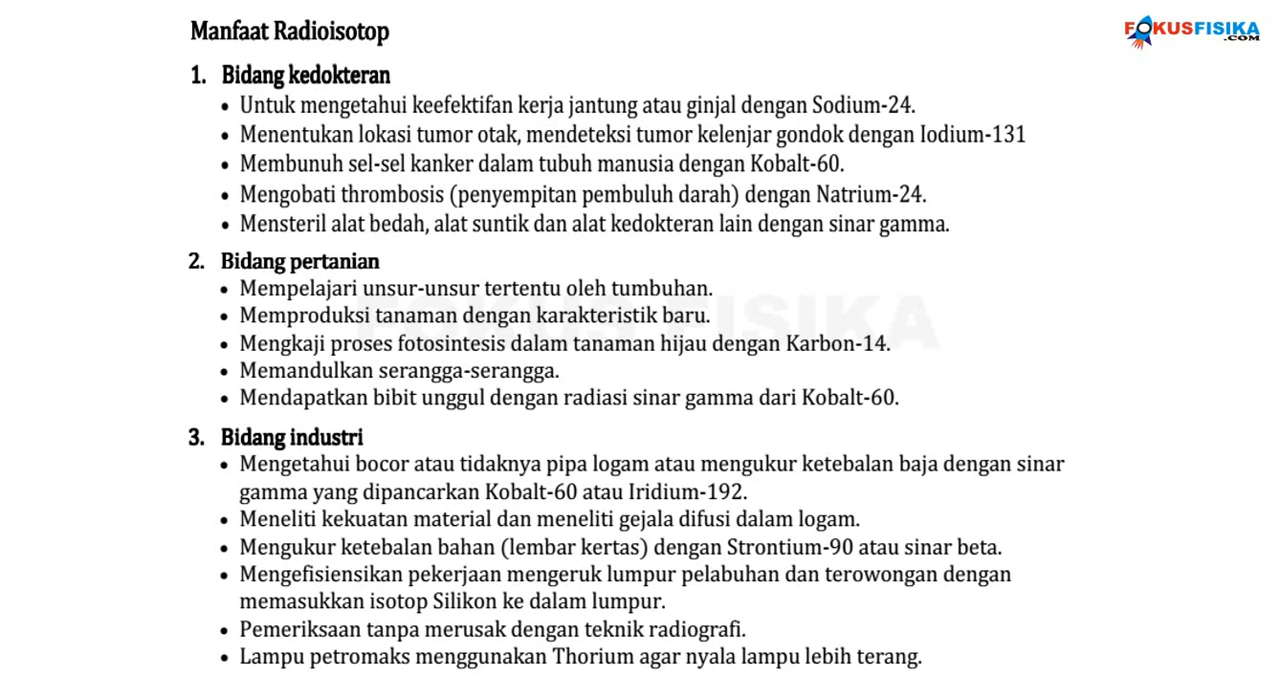 Manfaat Radioisotop
FOKUSFISIKA
.COM
1. Bidang kedokteran
• Untuk mengetahui keefektifan kerja jantung atau ginjal dengan Sodium-24.
• Menentukan lokasi tumor otak, mendeteksi tumor kelenjar gondok dengan Iodium-131
• Membunuh sel-sel kanker dalam tubuh manusia dengan Kobalt-60.
• Mengobati thrombosis (penyempitan pembuluh darah) dengan Natrium-24.
• Mensteril alat bedah, alat suntik dan alat kedokteran lain dengan sinar gamma.
2. Bidang pertanian
• Mempelajari unsur-unsur tertentu oleh tumbuhan.
• Memproduksi tanaman dengan karakteristik baru.
FOKUS FISIKA
• Mengkaji proses fotosintesis dalam tanaman hijau dengan Karbon-14.
• Memandulkan serangga-serangga.
• Mendapatkan bibit unggul dengan radiasi sinar gamma dari Kobalt-60.
3. Bidang industri
• Mengetahui bocor atau tidaknya pipa logam atau mengukur ketebalan baja dengan sinar
gamma yang dipancarkan Kobalt-60 atau Iridium-192.
• Meneliti kekuatan material dan meneliti gejala difusi dalam logam.
• Mengukur ketebalan bahan (lembar kertas) dengan Strontium-90 atau sinar beta.
• Mengefisiensikan pekerjaan mengeruk lumpur pelabuhan dan terowongan dengan
memasukkan isotop Silikon ke dalam lumpur.
• Pemeriksaan tanpa merusak dengan teknik radiografi.
• Lampu petromaks menggunakan Thorium agar nyala lampu lebih terang.